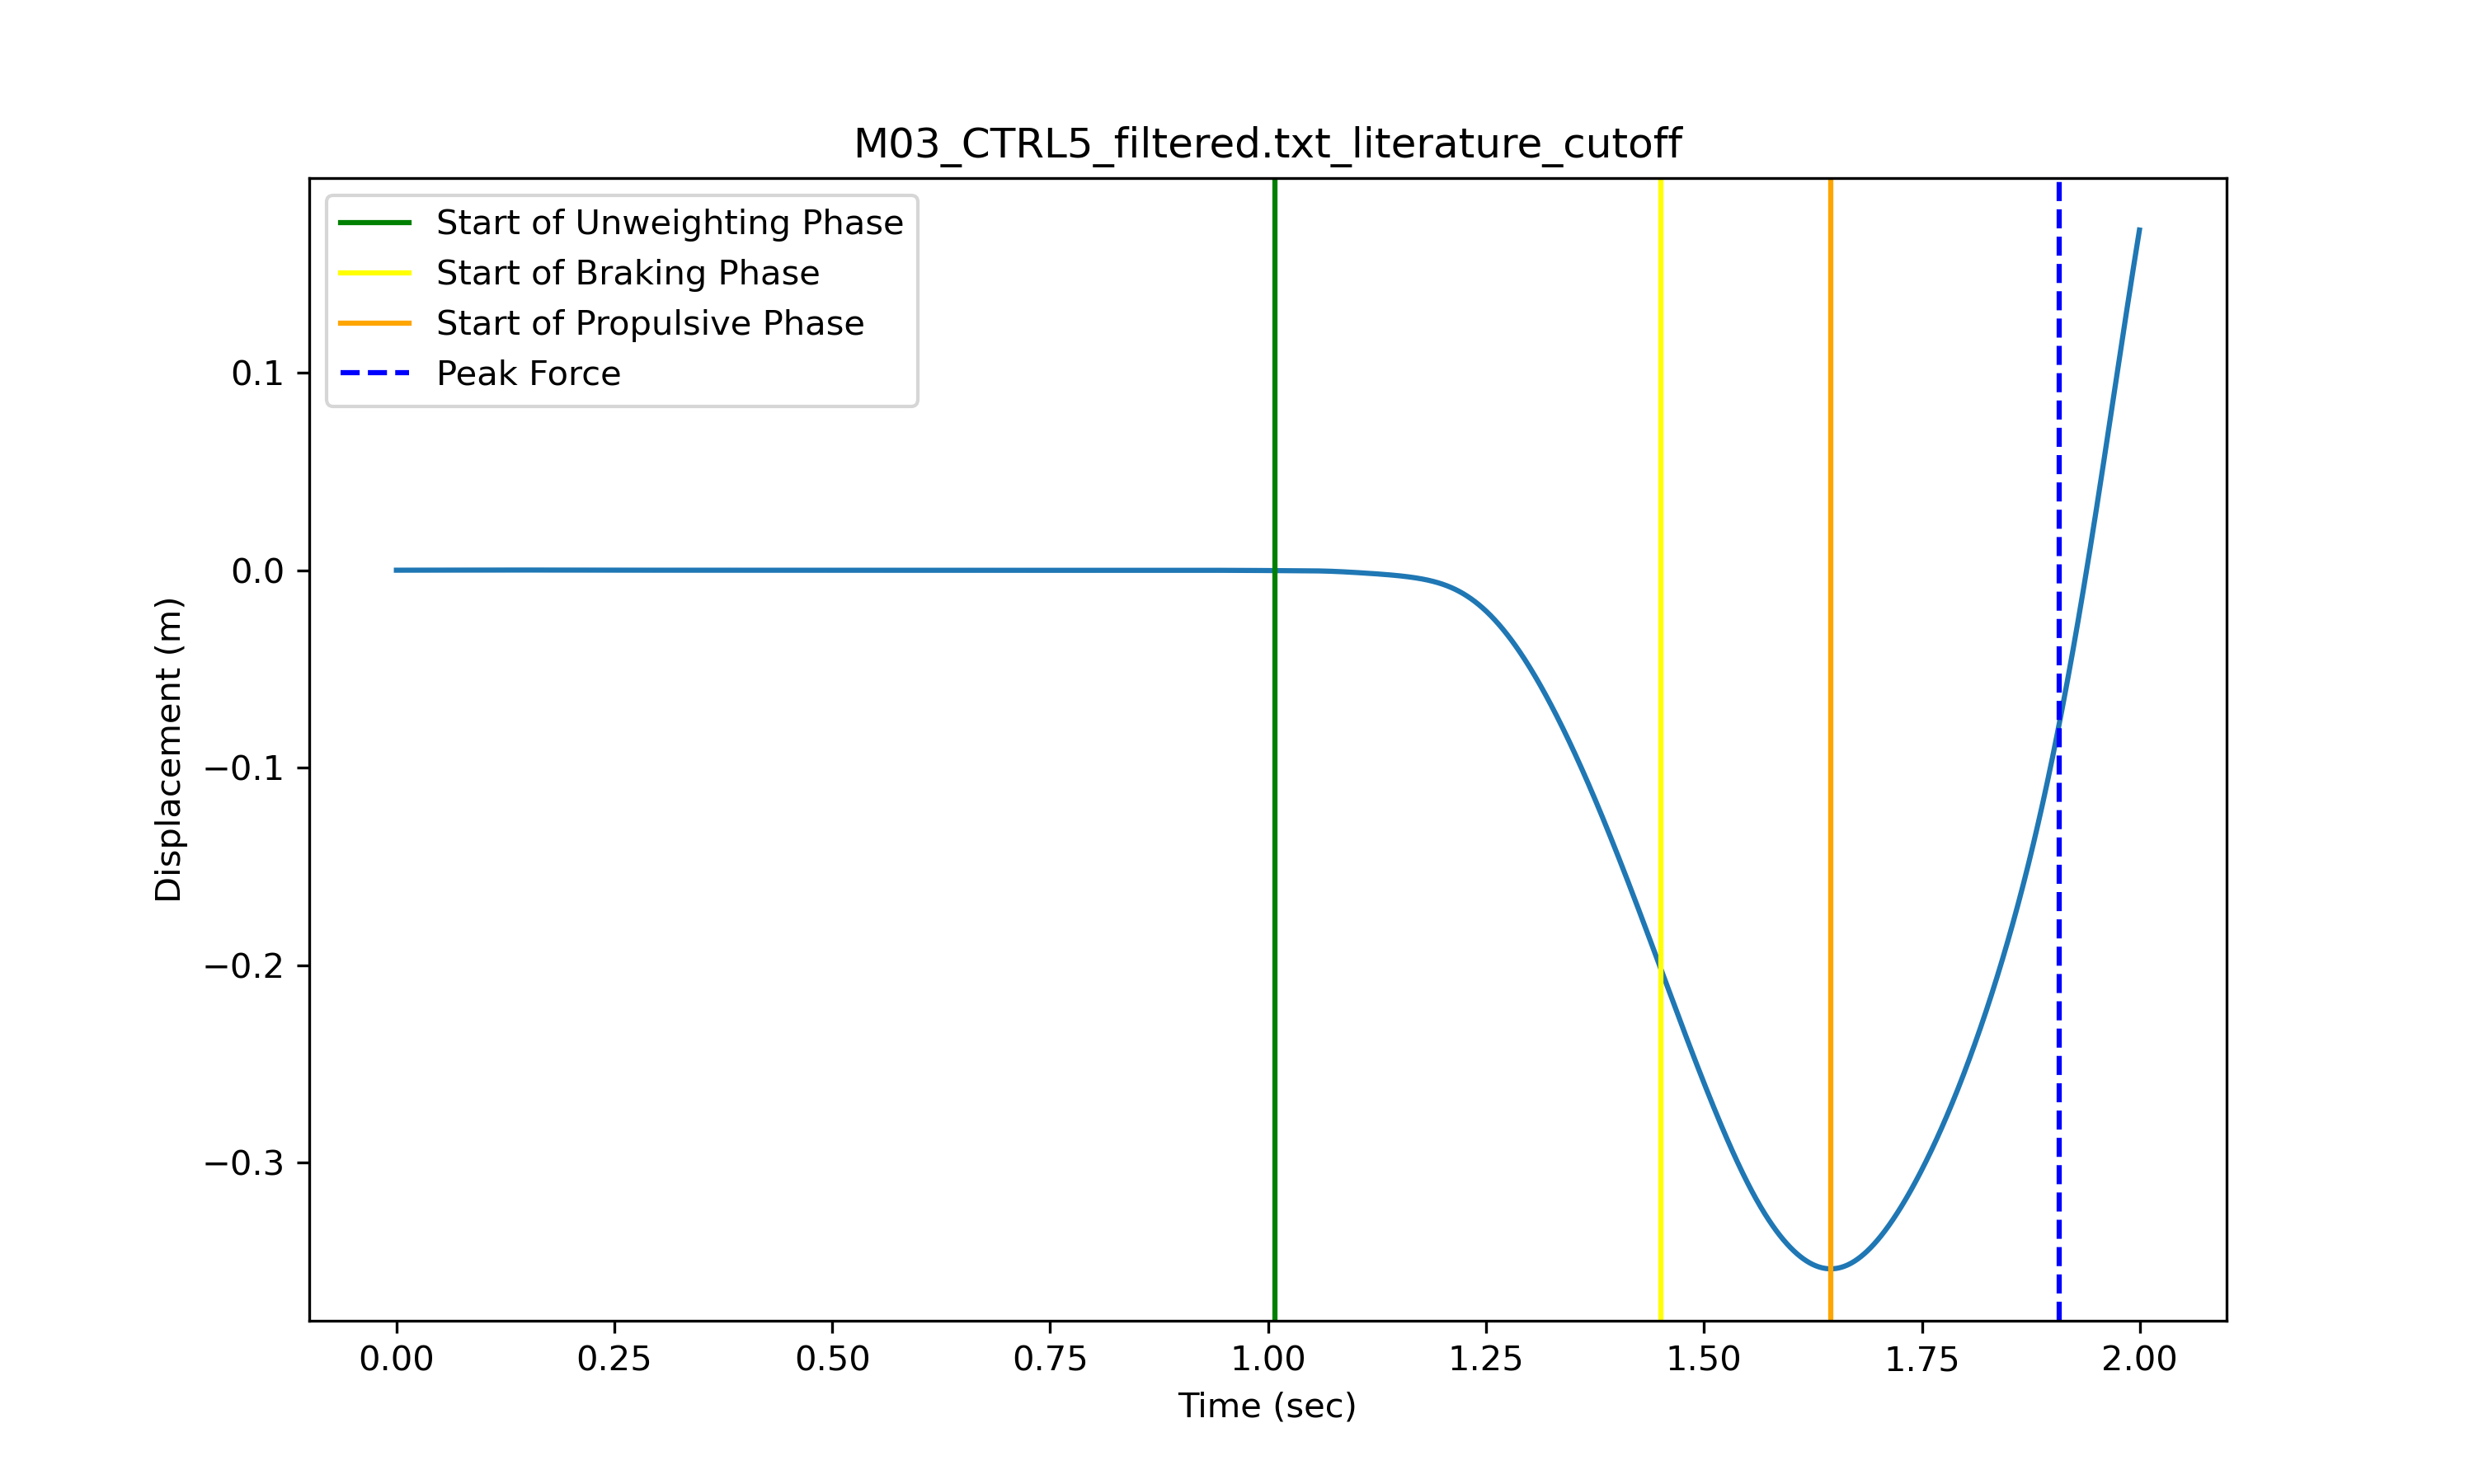 M03_CTRL5_filtered.txt_literature_cutoff
Start of Unweighting Phase
Start of Braking Phase
Start of Propulsive Phase
Peak Force
0.1
0.0
−0.1
−0.2
−0.3
Displacement (m)
0.00 0.25 0.50 0.75 1.00 1.25 1.50 1.75 2.00
Time (sec)